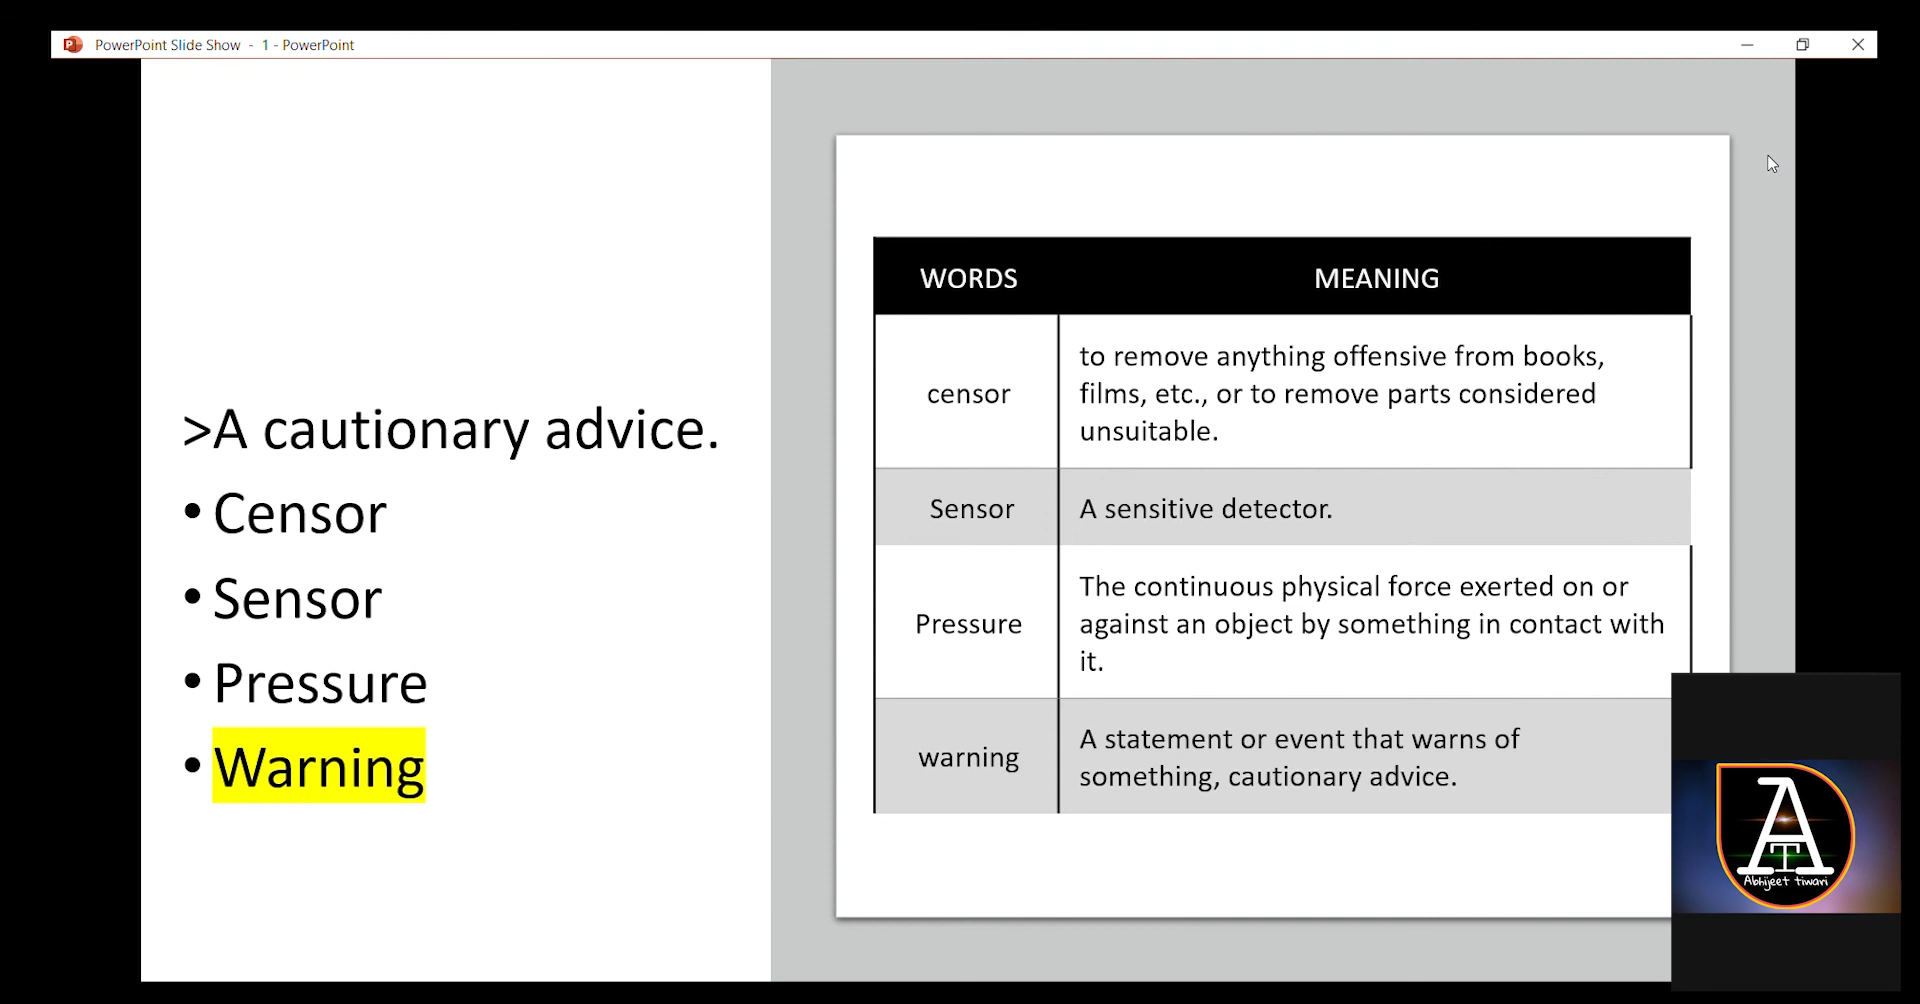 PowerPoint Slide Show - 1 - PowerPoint
>A cautionary advice.
• Censor
• Sensor
• Pressure
• Warning
WORDS MEANING
censor
to remove anything offensive from books,
films, etc., or to remove parts considered
unsuitable.
Sensor
A sensitive detector.
Pressure
The continuous physical force exerted on or
against an object by something in contact with
it.
warning
A statement or event that warns of
something, cautionary advice.
AT
Abhijeet tiwari